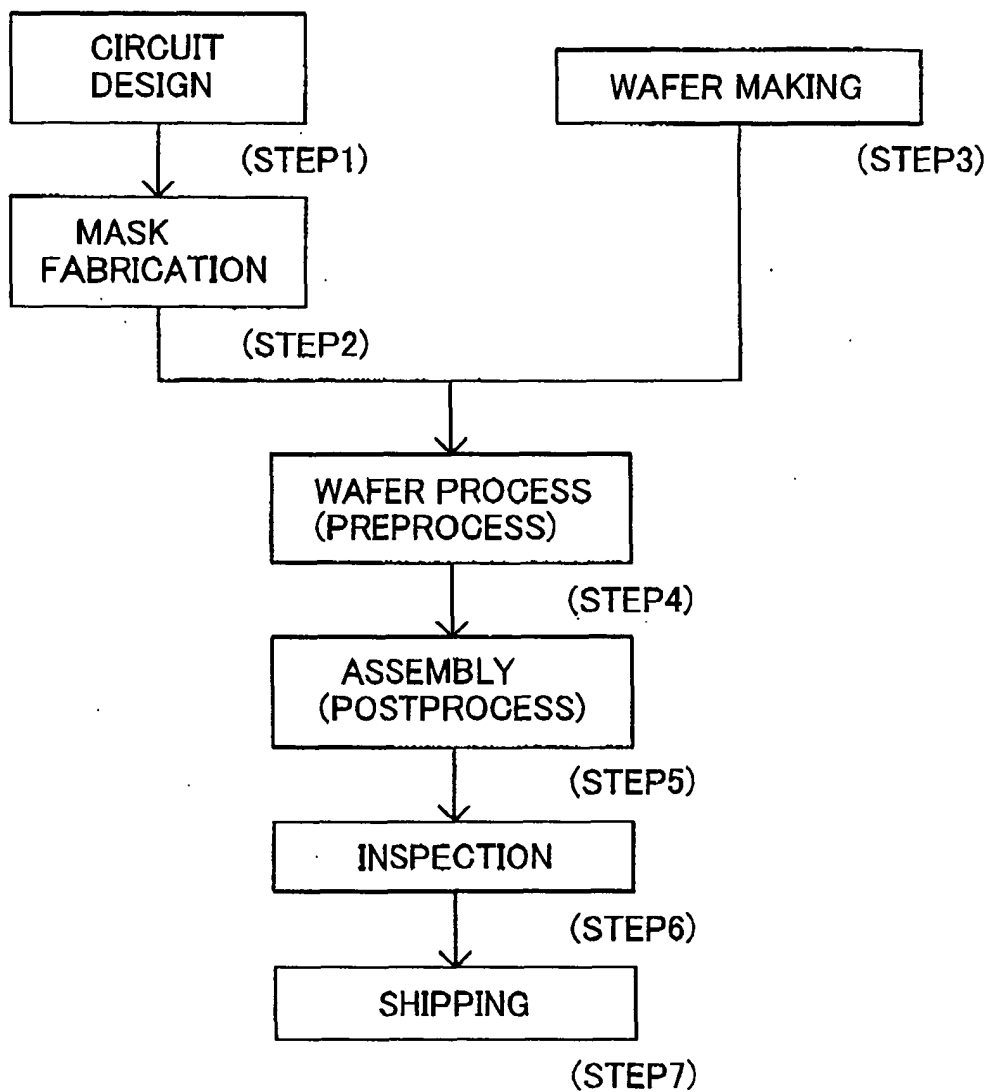 CIRCUIT
DESIGN
(STEP1)
WAFER MAKING
(STEP3)
MASK
FABRICATION
(STEP2)
WAFER PROCESS
(PREPROCESS)
(STEP4)
ASSEMBLY
(POSTPROCESS)
(STEP5)
INSPECTION
(STEP6)
SHIPPING
(STEP7)